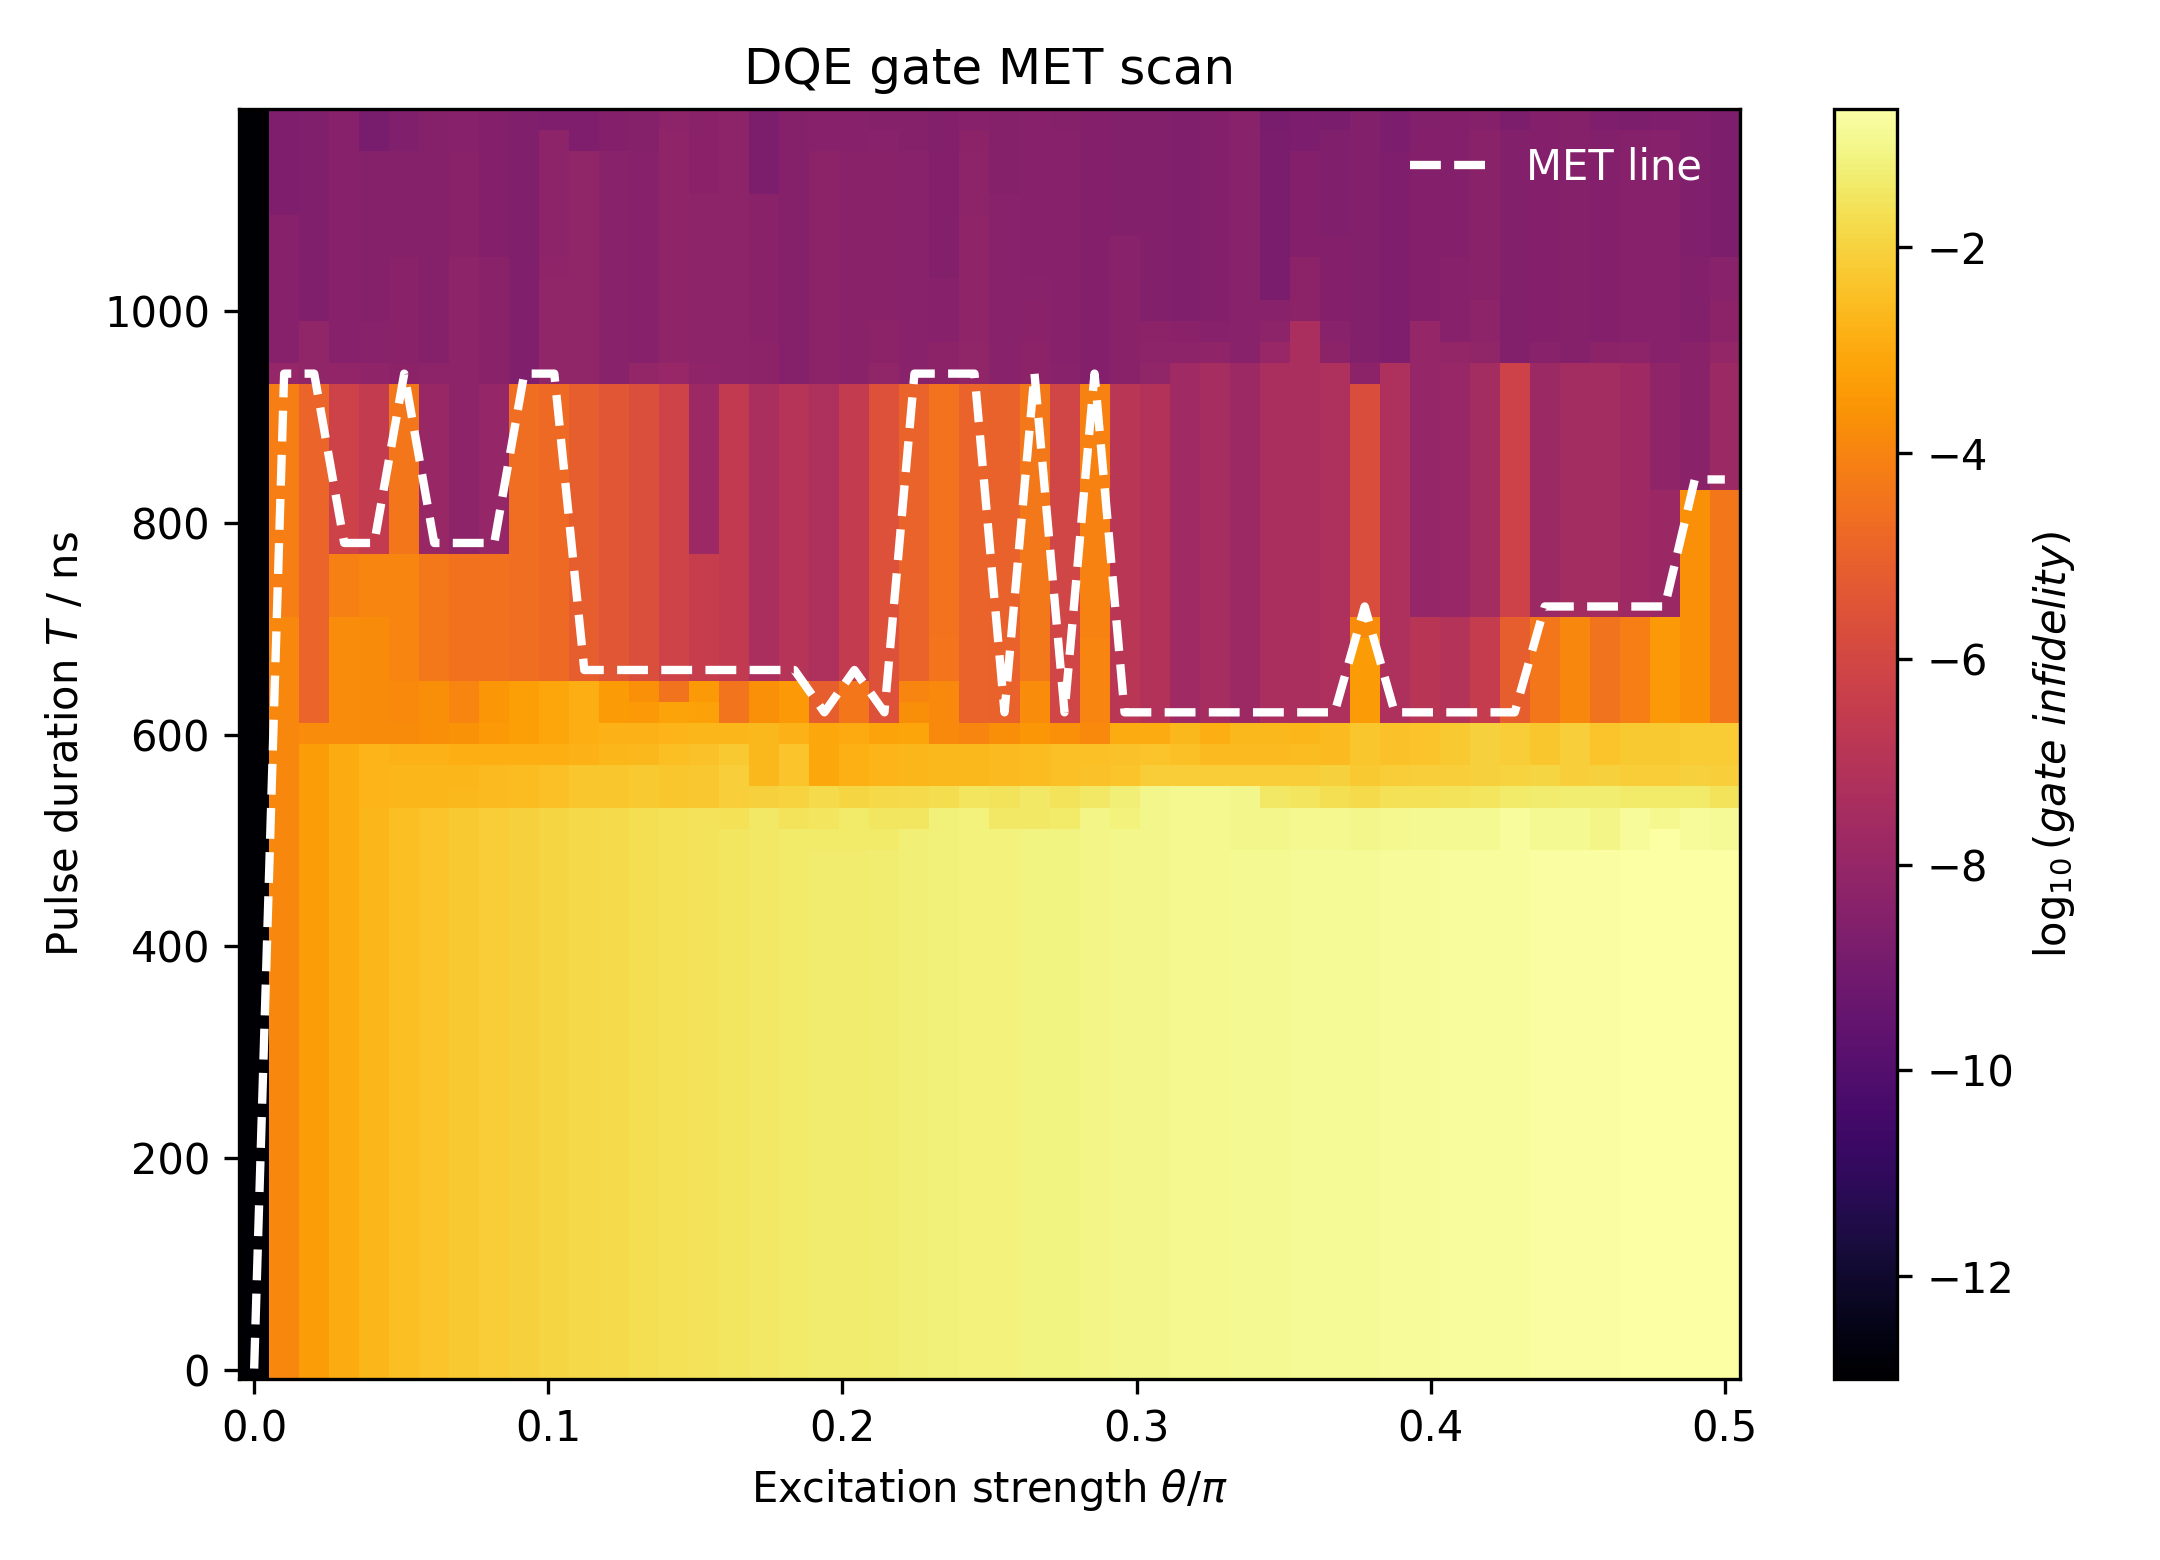 DQE gate MET scan
MET line
1000
800
600
400
200
0
Pulse duration T / ns
0.0 0.1 0.2 0.3 0.4 0.5
Excitation strength θ/π
−2
−4
−6
−8
−10
−12
log₁₀(gate infidelity)